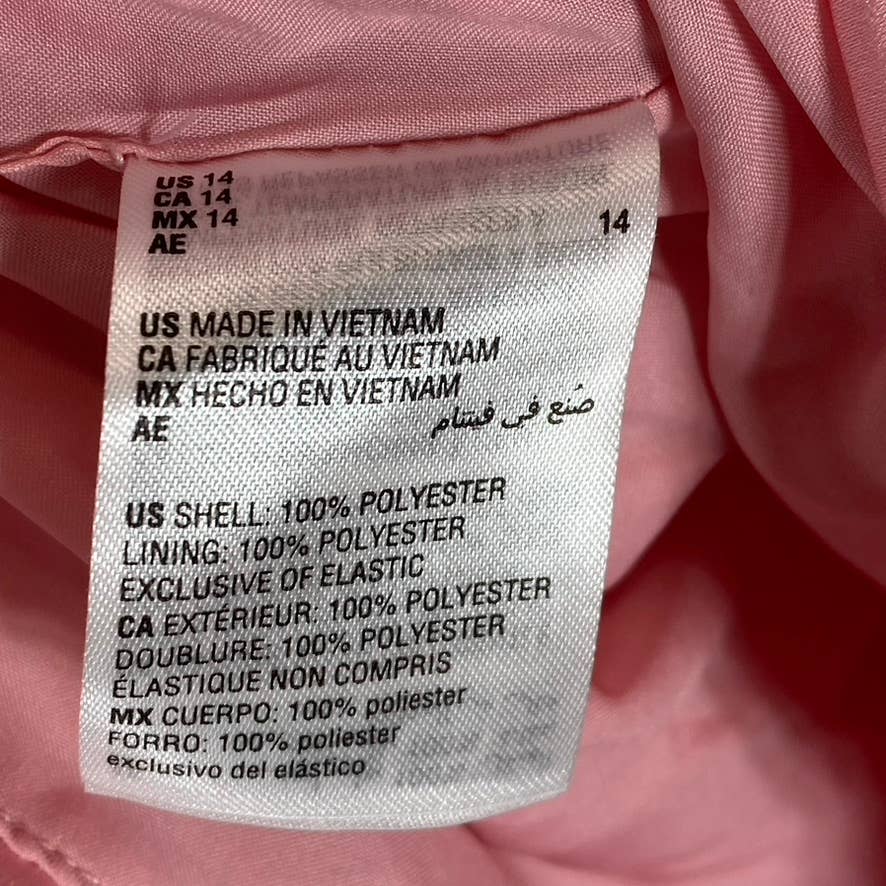 US 14
CA 14
MX 14
AE 14
US MADE IN VIETNAM
CA FABRIQUÉ AU VIETNAM
MX HECHO EN VIETNAM
AE صُنع في فيتنام
US SHELL: 100% POLYESTER
LINING: 100% POLYESTER
EXCLUSIVE OF ELASTIC
CA EXTÉRIEUR: 100% POLYESTER
DOUBLURE: 100% POLYESTER
ÉLASTIQUE NON COMPRIS
MX CUERPO: 100% poliester
FORRO: 100% poliester
exclusivo del elástico